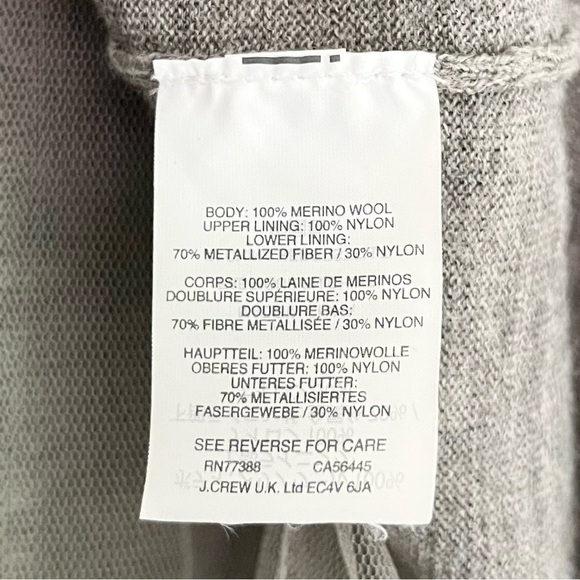 BODY: 100% MERINO WOOL
UPPER LINING: 100% NYLON
LOWER LINING:
70% METALLIZED FIBER / 30% NYLON
CORPS: 100% LAINE DE MERINOS
DOUBLURE SUPÉRIEURE: 100% NYLON
DOUBLURE BAS:
70% FIBRE METALLISÉE / 30% NYLON
HAUPTTEIL: 100% MERINOWOLLE
OBERES FUTTER: 100% NYLON
UNTERES FUTTER:
70% METALLISIERTES
FASERGEWEBE / 30% NYLON
SEE REVERSE FOR CARE
RN77388 CA56445
J.CREW U.K. Ltd EC4V 6JA